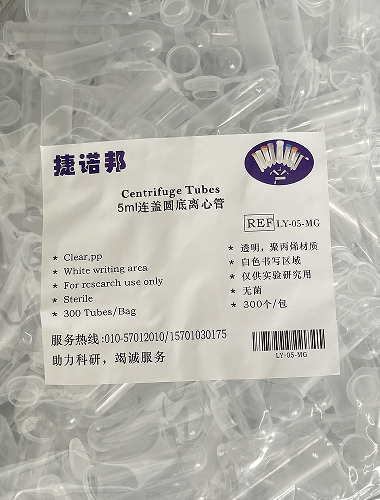 捷诺邦
Centrifuge Tubes
5ml连盖圆底离心管
REF LY-05-MG
* Clear,pp
* White writing area
* For research use only
* Sterile
* 300 Tubes/Bag
* 透明，聚丙烯材质
* 白色书写区域
* 仅供实验研究用
* 无菌
* 300个/包
服务热线:010-57012010/15701030175
助力科研，竭诚服务
LY-05-MG